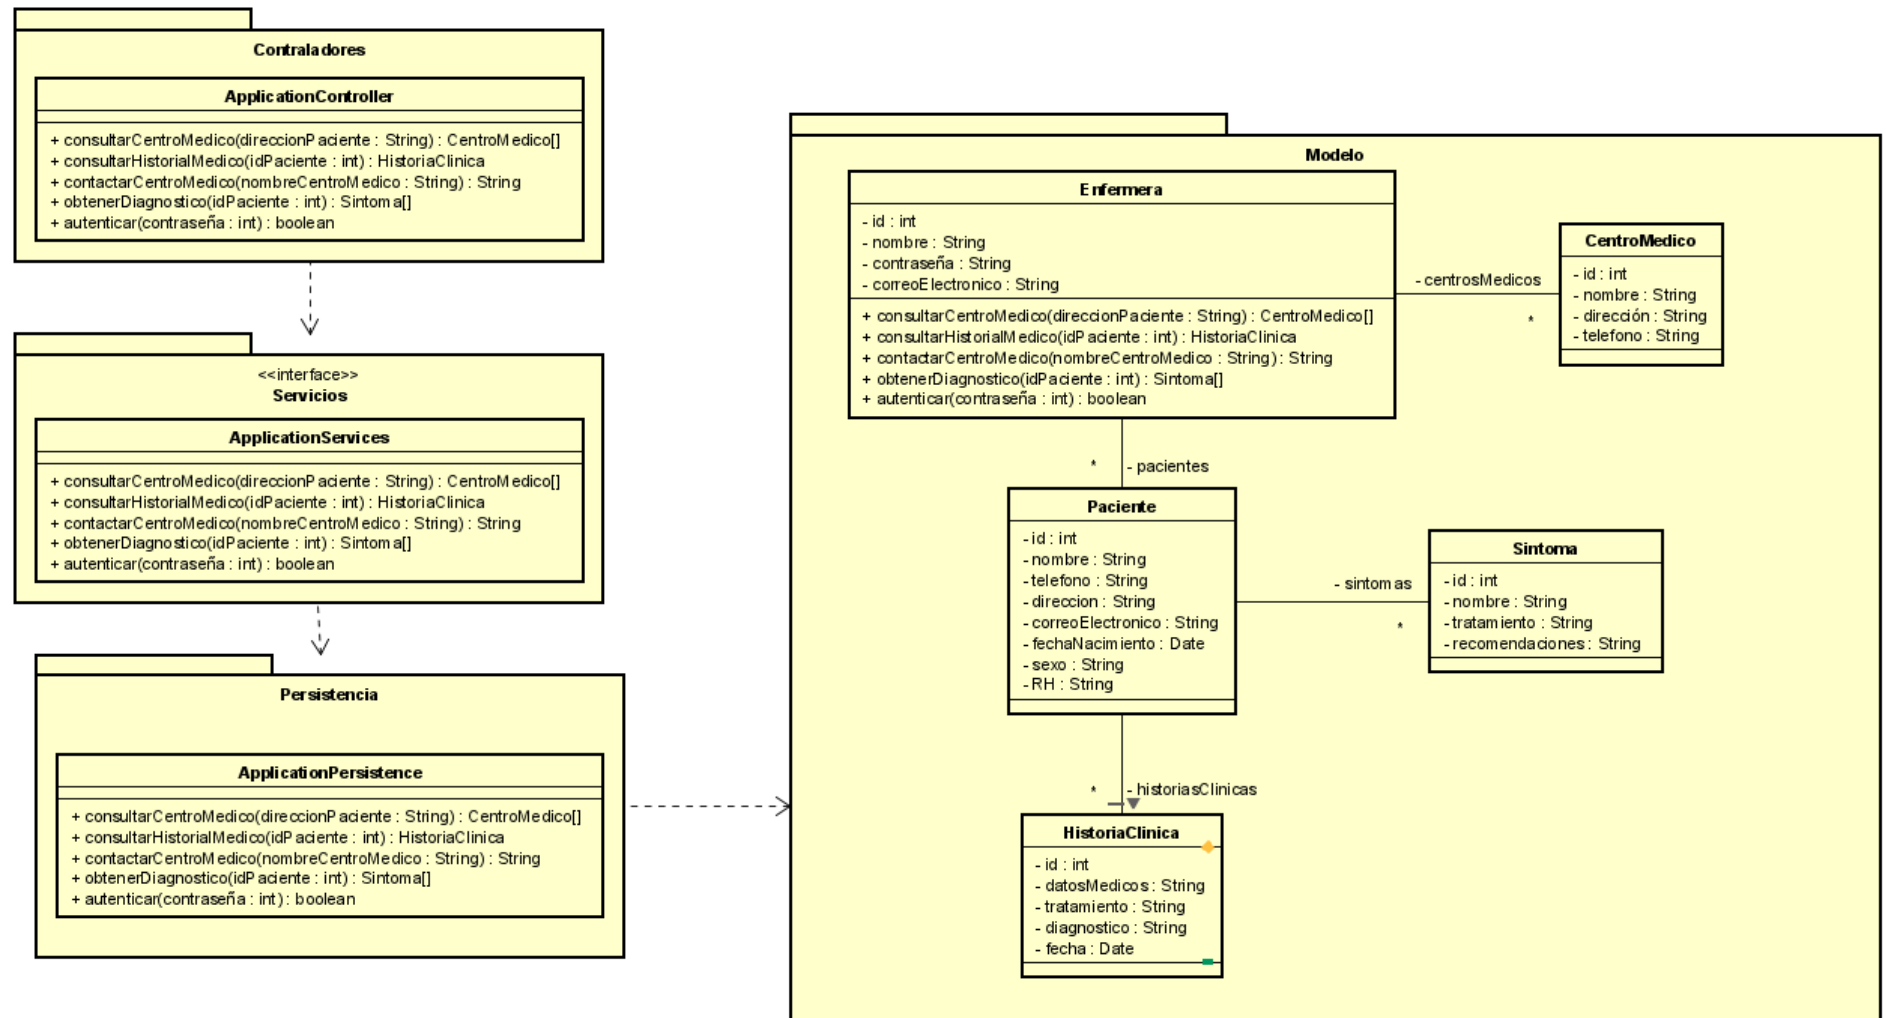 Contraladores
ApplicationController
+ consultarCentroMedico(direccionPaciente : String) : CentroMedico[]
+ consultarHistorialMedico(idPaciente : int) : HistoriaClinica
+ contactarCentroMedico(nombreCentroMedico : String) : String
+ obtenerDiagnostico(idPaciente : int) : Sintoma[]
+ autenticar(contraseña : int) : boolean
<<interface>>
Servicios
ApplicationServices
+ consultarCentroMedico(direccionPaciente : String) : CentroMedico[]
+ consultarHistorialMedico(idPaciente : int) : HistoriaClinica
+ contactarCentroMedico(nombreCentroMedico : String) : String
+ obtenerDiagnostico(idPaciente : int) : Sintoma[]
+ autenticar(contraseña : int) : boolean
Persistencia
ApplicationPersistence
+ consultarCentroMedico(direccionPaciente : String) : CentroMedico[]
+ consultarHistorialMedico(idPaciente : int) : HistoriaClinica
+ contactarCentroMedico(nombreCentroMedico : String) : String
+ obtenerDiagnostico(idPaciente : int) : Sintoma[]
+ autenticar(contraseña : int) : boolean
Modelo
Enfermera
- id : int
- nombre : String
- contraseña : String
- correoElectronico : String
+ consultarCentroMedico(direccionPaciente : String) : CentroMedico[]
+ consultarHistorialMedico(idPaciente : int) : HistoriaClinica
+ contactarCentroMedico(nombreCentroMedico : String) : String
+ obtenerDiagnostico(idPaciente : int) : Sintoma[]
+ autenticar(contraseña : int) : boolean
- centrosMedicos
*
CentroMedico
- id : int
- nombre : String
- dirección : String
- telefono : String
* - pacientes
Paciente
- id : int
- nombre : String
- telefono : String
- direccion : String
- correoElectronico : String
- fechaNacimiento : Date
- sexo : String
- RH : String
- sintomas
*
Sintoma
- id : int
- nombre : String
- tratamiento : String
- recomendaciones : String
* - historiasClinicas
HistoriaClinica
- id : int
- datosMedicos : String
- tratamiento : String
- diagnostico : String
- fecha : Date